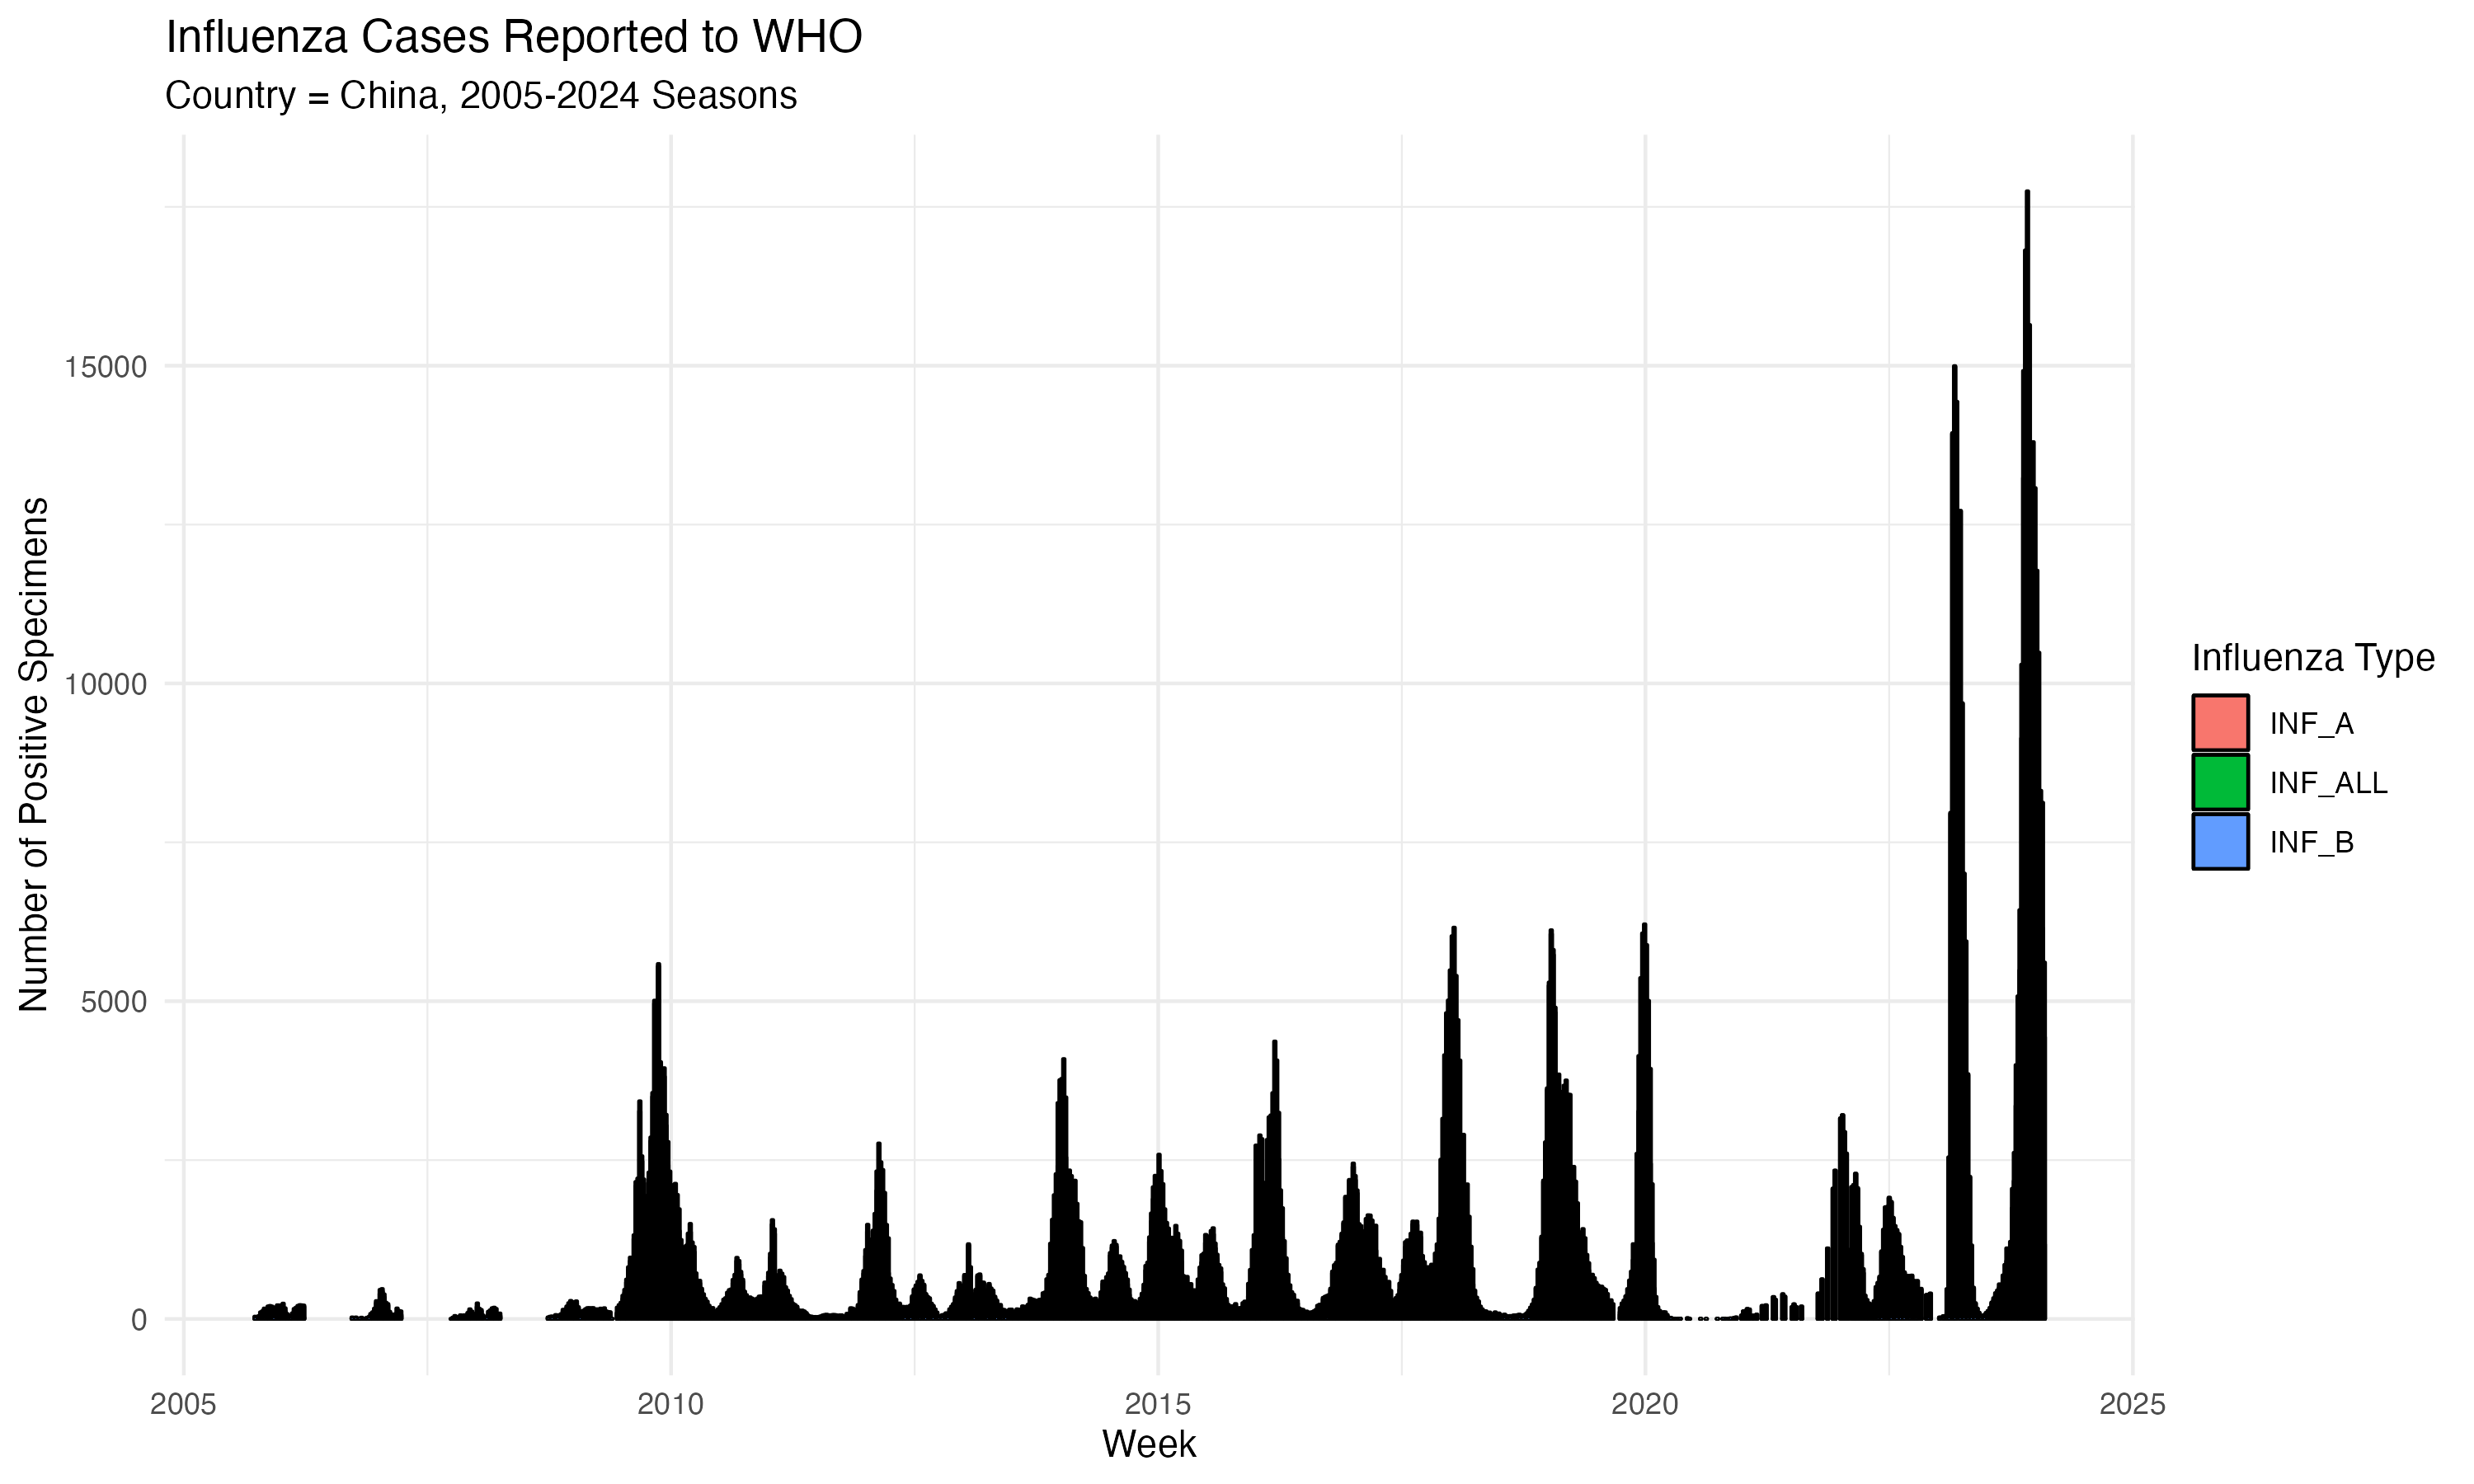 Influenza Cases Reported to WHO
Country = China, 2005-2024 Seasons
Number of Positive Specimens
15000
10000
5000
0
2005
2010
2015
2020
2025
Week
Influenza Type
INF_A
INF_ALL
INF_B